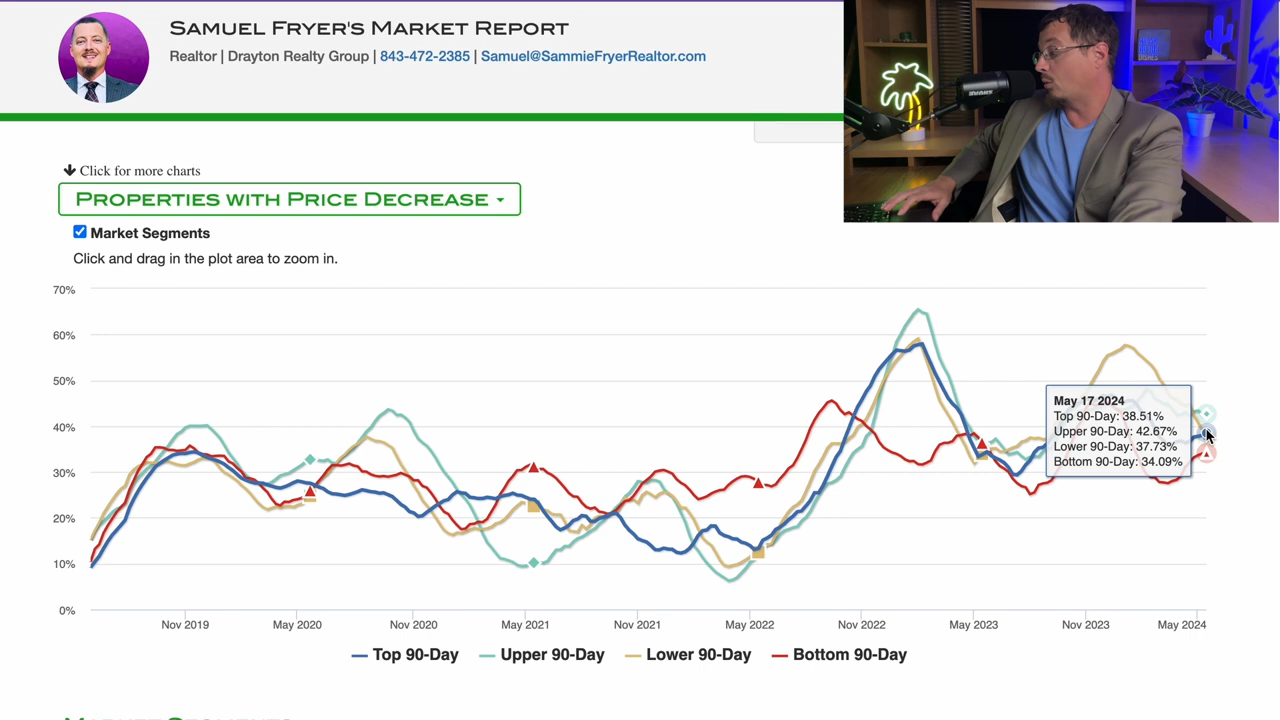 Samuel Fryer's Market Report
Realtor | Drayton Realty Group | 843-472-2385 | Samuel@SammieFryerRealtor.com
Click for more charts
Properties with Price Decrease
Market Segments
Click and drag in the plot area to zoom in.
70%
60%
50%
40%
30%
20%
10%
0%
May 17 2024
Top 90-Day: 38.51%
Upper 90-Day: 42.67%
Lower 90-Day: 37.73%
Bottom 90-Day: 34.09%
Nov 2019
May 2020
Nov 2020
May 2021
Nov 2021
May 2022
Nov 2022
May 2023
Nov 2023
May 2024
Top 90-Day
Upper 90-Day
Lower 90-Day
Bottom 90-Day